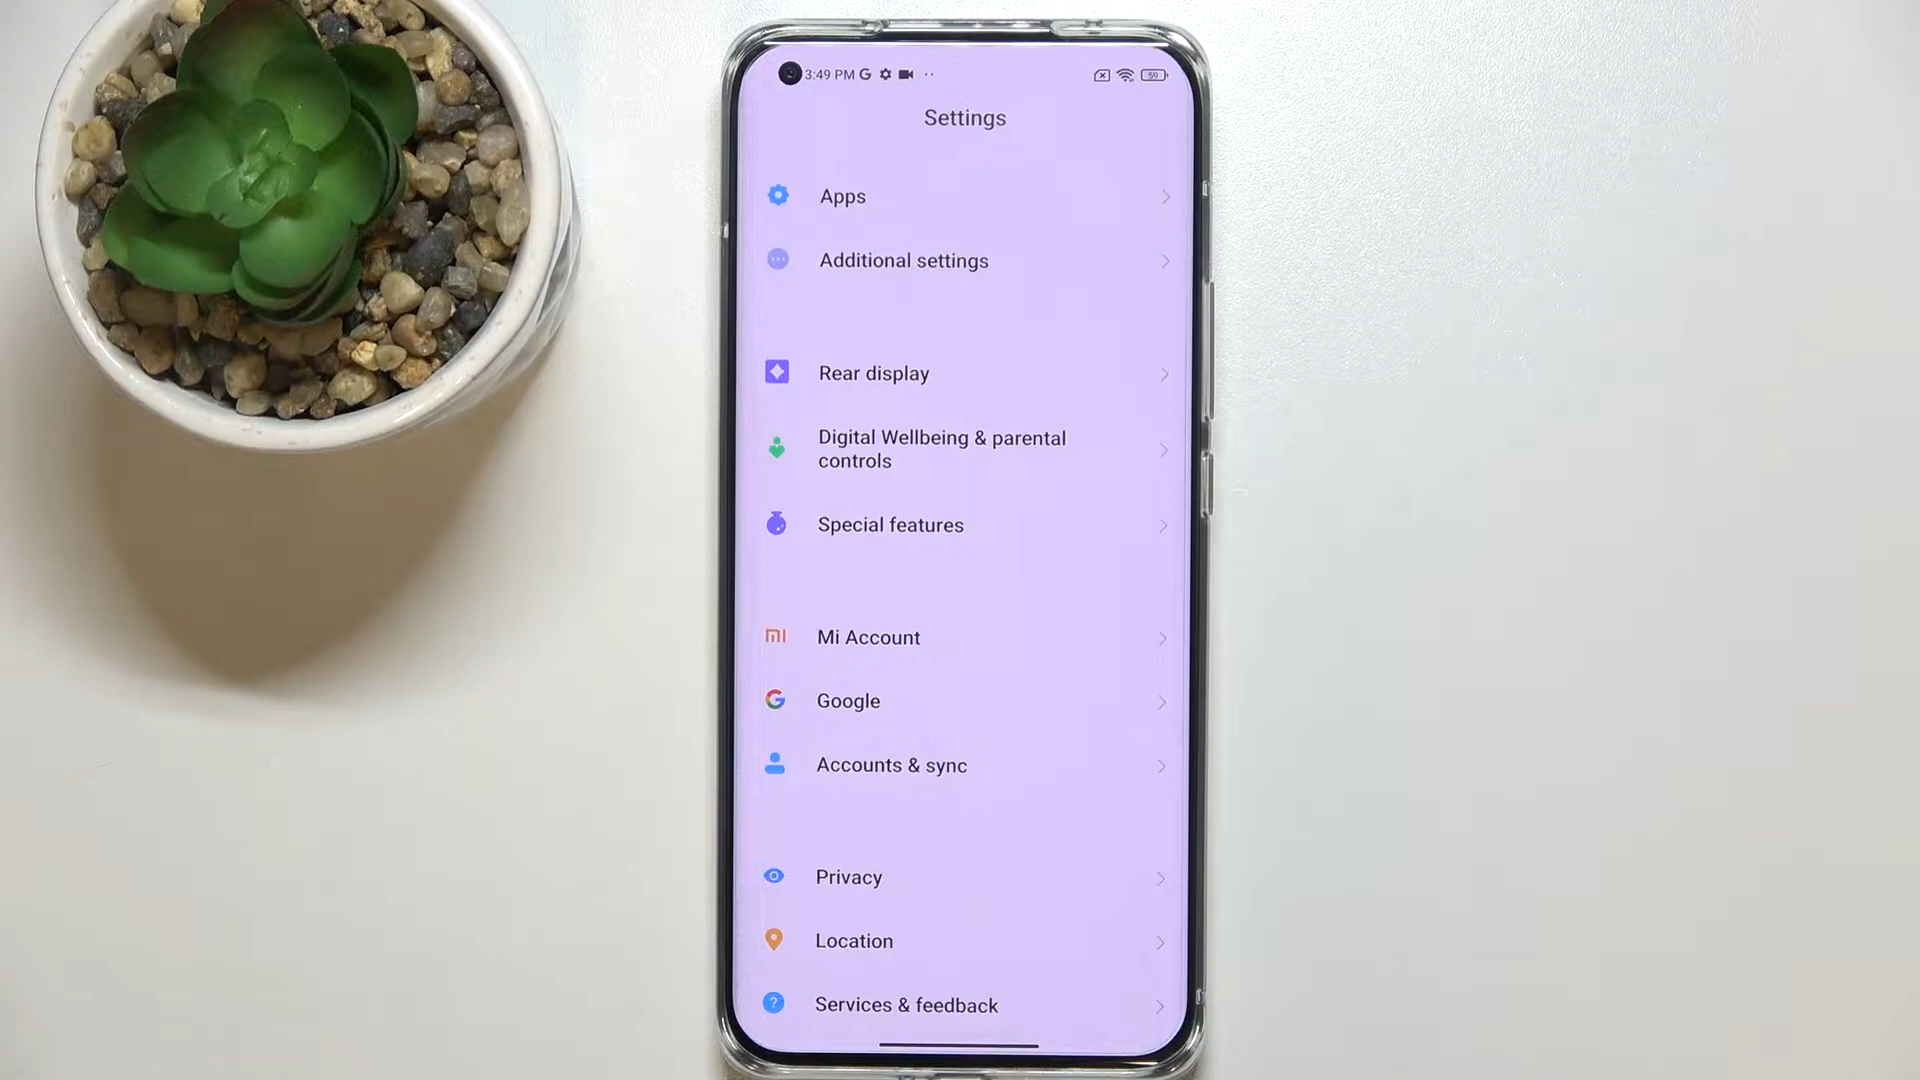 3:49 PM
59
Settings
Apps
Additional settings
Rear display
Digital Wellbeing & parental
controls
Special features
Mi Account
Google
Accounts & sync
Privacy
Location
Services & feedback